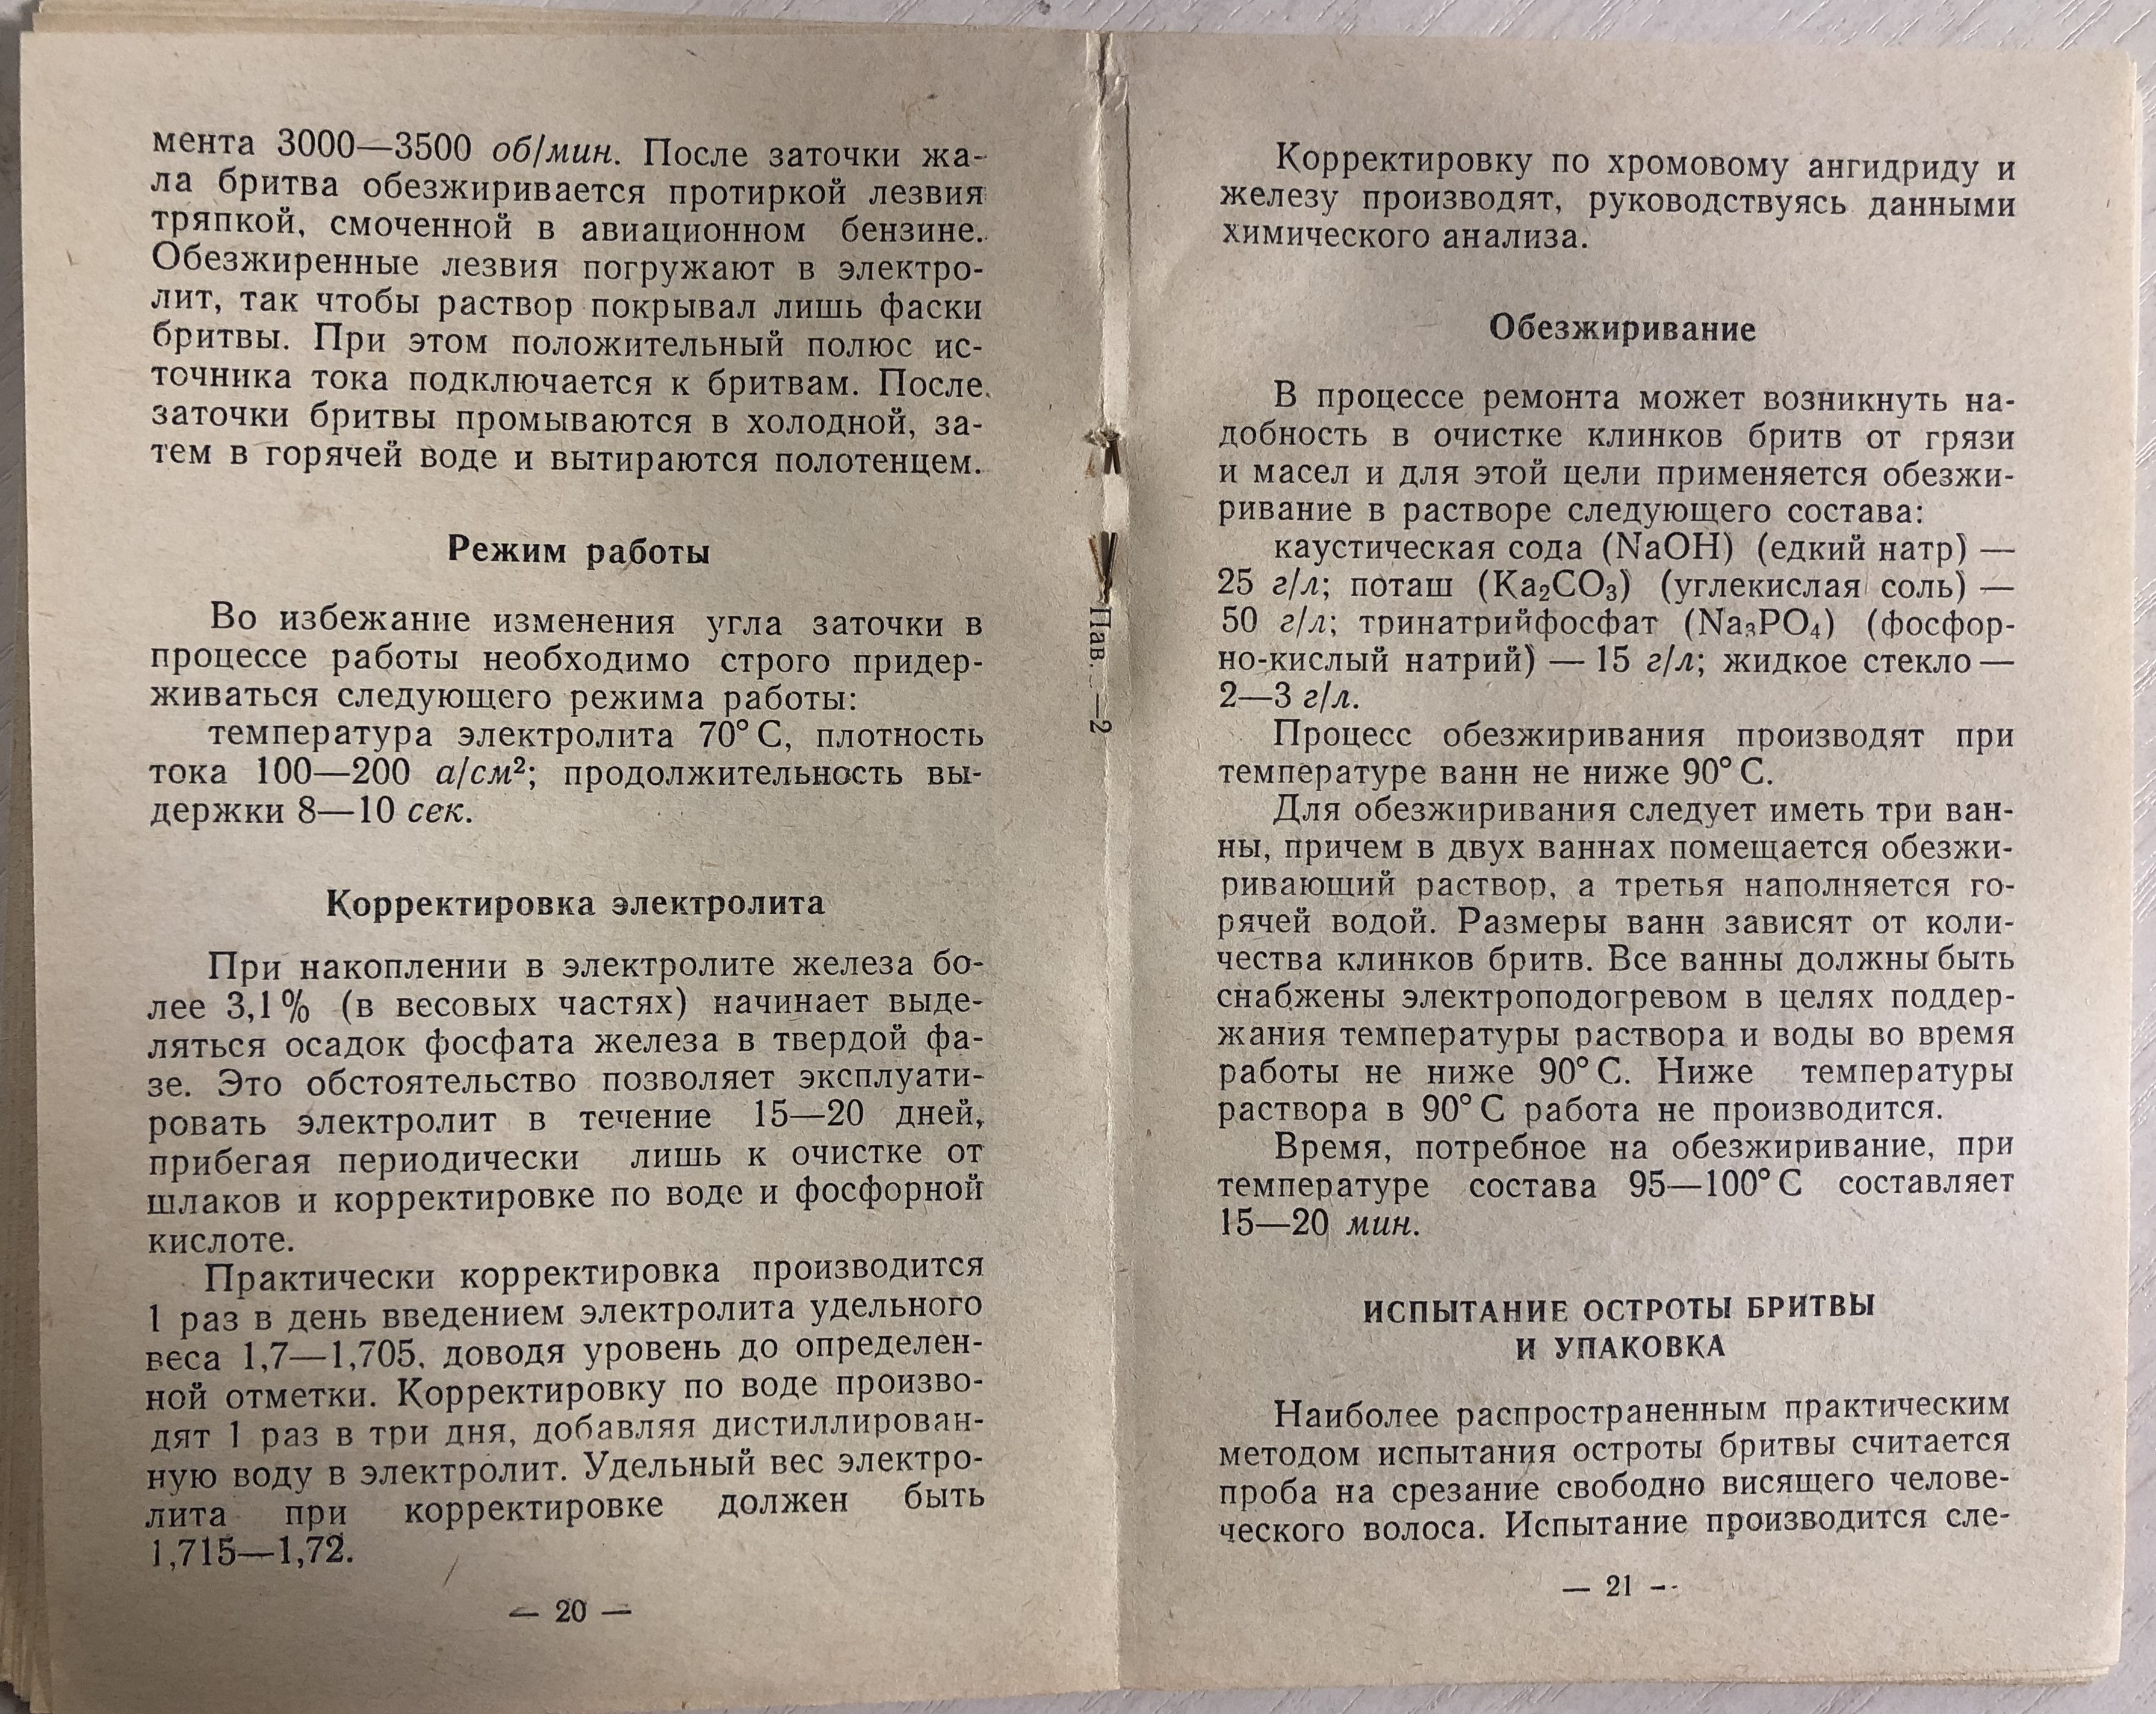 мента 3000—3500 об/мин. После заточки жа-
ла бритва обезжиривается протиркой лезвия
тряпкой, смоченной в авиационном бензине.
Обезжиренные лезвия погружают в электро-
лит, так чтобы раствор покрывал лишь фаски
бритвы. При этом положительный полюс ис-
точника тока подключается к бритвам. После
заточки бритвы промываются в холодной, за-
тем в горячей воде и вытираются полотенцем.
Режим работы
Во избежание изменения угла заточки в
процессе работы необходимо строго придер-
живаться следующего режима работы:
температура электролита 70° С, плотность
тока 100—200 а/см²; продолжительность вы-
держки 8—10 сек.
Корректировка электролита
При накоплении в электролите железа бо-
лее 3,1% (в весовых частях) начинает выде-
ляться осадок фосфата железа в твердой фа-
зе. Это обстоятельство позволяет эксплуати-
ровать электролит в течение 15—20 дней,
прибегая периодически лишь к очистке от
шлаков и корректировке по воде и фосфорной
кислоте.
Практически корректировка производится
1 раз в день введением электролита удельного
веса 1,7—1,705, доводя уровень до определен-
ной отметки. Корректировку по воде произво-
дят 1 раз в три дня, добавляя дистиллирован-
ную воду в электролит. Удельный вес электро-
лита при корректировке должен быть
1,715—1,72.
— 20 —
Пав. —2
Корректировку по хромовому ангидриду и
железу производят, руководствуясь данными
химического анализа.
Обезжиривание
В процессе ремонта может возникнуть на-
добность в очистке клинков бритв от грязи
и масел и для этой цели применяется обезжи-
ривание в растворе следующего состава:
каустическая сода (NaOH) (едкий натр) —
25 г/л; поташ (Ka₂CO₃) (углекислая соль) —
50 г/л; тринатрийфосфат (Na₃PO₄) (фосфор-
но-кислый натрий) — 15 г/л; жидкое стекло —
2—3 г/л.
Процесс обезжиривания производят при
температуре ванн не ниже 90° С.
Для обезжиривания следует иметь три ван-
ны, причем в двух ваннах помещается обезжи-
ривающий раствор, а третья наполняется го-
рячей водой. Размеры ванн зависят от коли-
чества клинков бритв. Все ванны должны быть
снабжены электроподогревом в целях поддер-
жания температуры раствора и воды во время
работы не ниже 90° С. Ниже температуры
раствора в 90° С работа не производится.
Время, потребное на обезжиривание, при
температуре состава 95—100° С составляет
15—20 мин.
ИСПЫТАНИЕ ОСТРОТЫ БРИТВЫ
И УПАКОВКА
Наиболее распространенным практическим
методом испытания остроты бритвы считается
проба на срезание свободно висящего челове-
ческого волоса. Испытание производится сле-
— 21 —